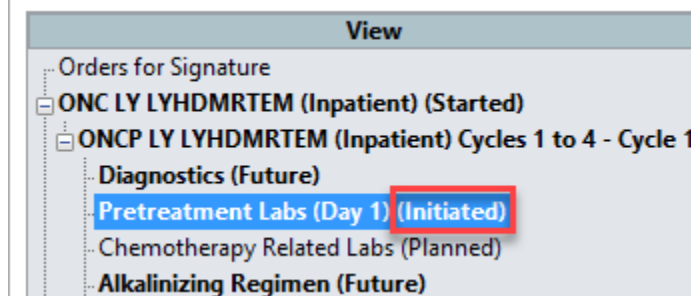 View
Orders for Signature
ONC LY LYHDMRTEM (Inpatient) (Started)
ONCP LY LYHDMRTEM (Inpatient) Cycles 1 to 4 - Cycle 1
Diagnostics (Future)
Pretreatment Labs (Day 1) (Initiated)
Chemotherapy Related Labs (Planned)
Alkalinizing Regimen (Future)